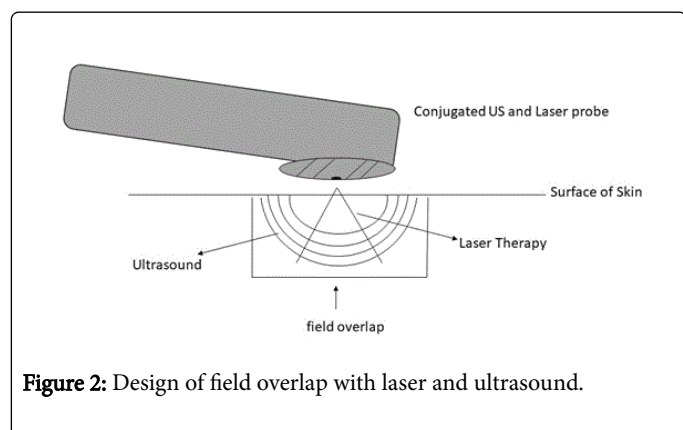 Conjugated US and Laser probe
Surface of Skin
Laser Therapy
Ultrasound
field overlap
Figure 2: Design of field overlap with laser and ultrasound.